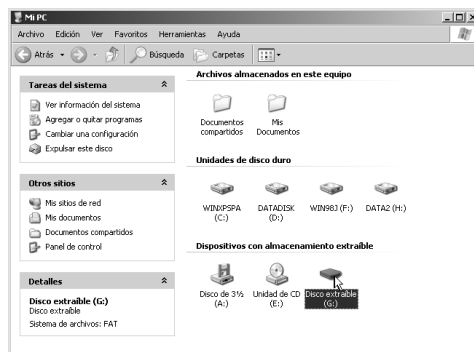 Mi PC
Archivo Edición Ver Favoritos Herramientas Ayuda
Atrás Búsqueda Carpetas
Tareas del sistema
Ver información del sistema
Agregar o quitar programas
Cambiar una configuración
Expulsar este disco
Otros sitios
Mis sitios de red
Mis documentos
Documentos compartidos
Panel de control
Detalles
Disco extraíble (G:)
Disco extraíble
Sistema de archivos: FAT
Archivos almacenados en este equipo
Documentos compartidos
Mis Documentos
Unidades de disco duro
WINXPSPA (C:)
DATADISK (D:)
WIN98J (F:)
DATA2 (H:)
Dispositivos con almacenamiento extraíble
Disco de 3½ (A:)
Unidad de CD (E:)
Disco extraíble (G:)